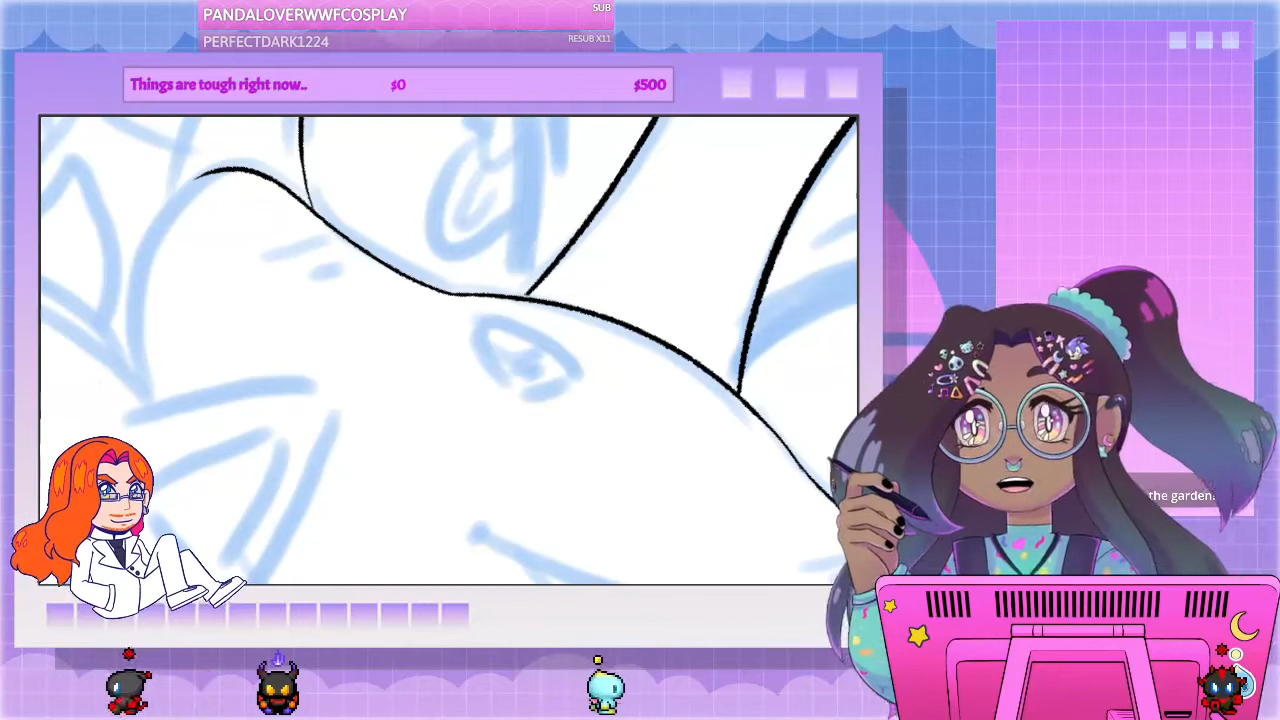 PANDALOVERWWFCOSPLAY
SUB
PERFECTDARK1224
RESUB X11
Things are tough right now..
$0
$500
the garden!